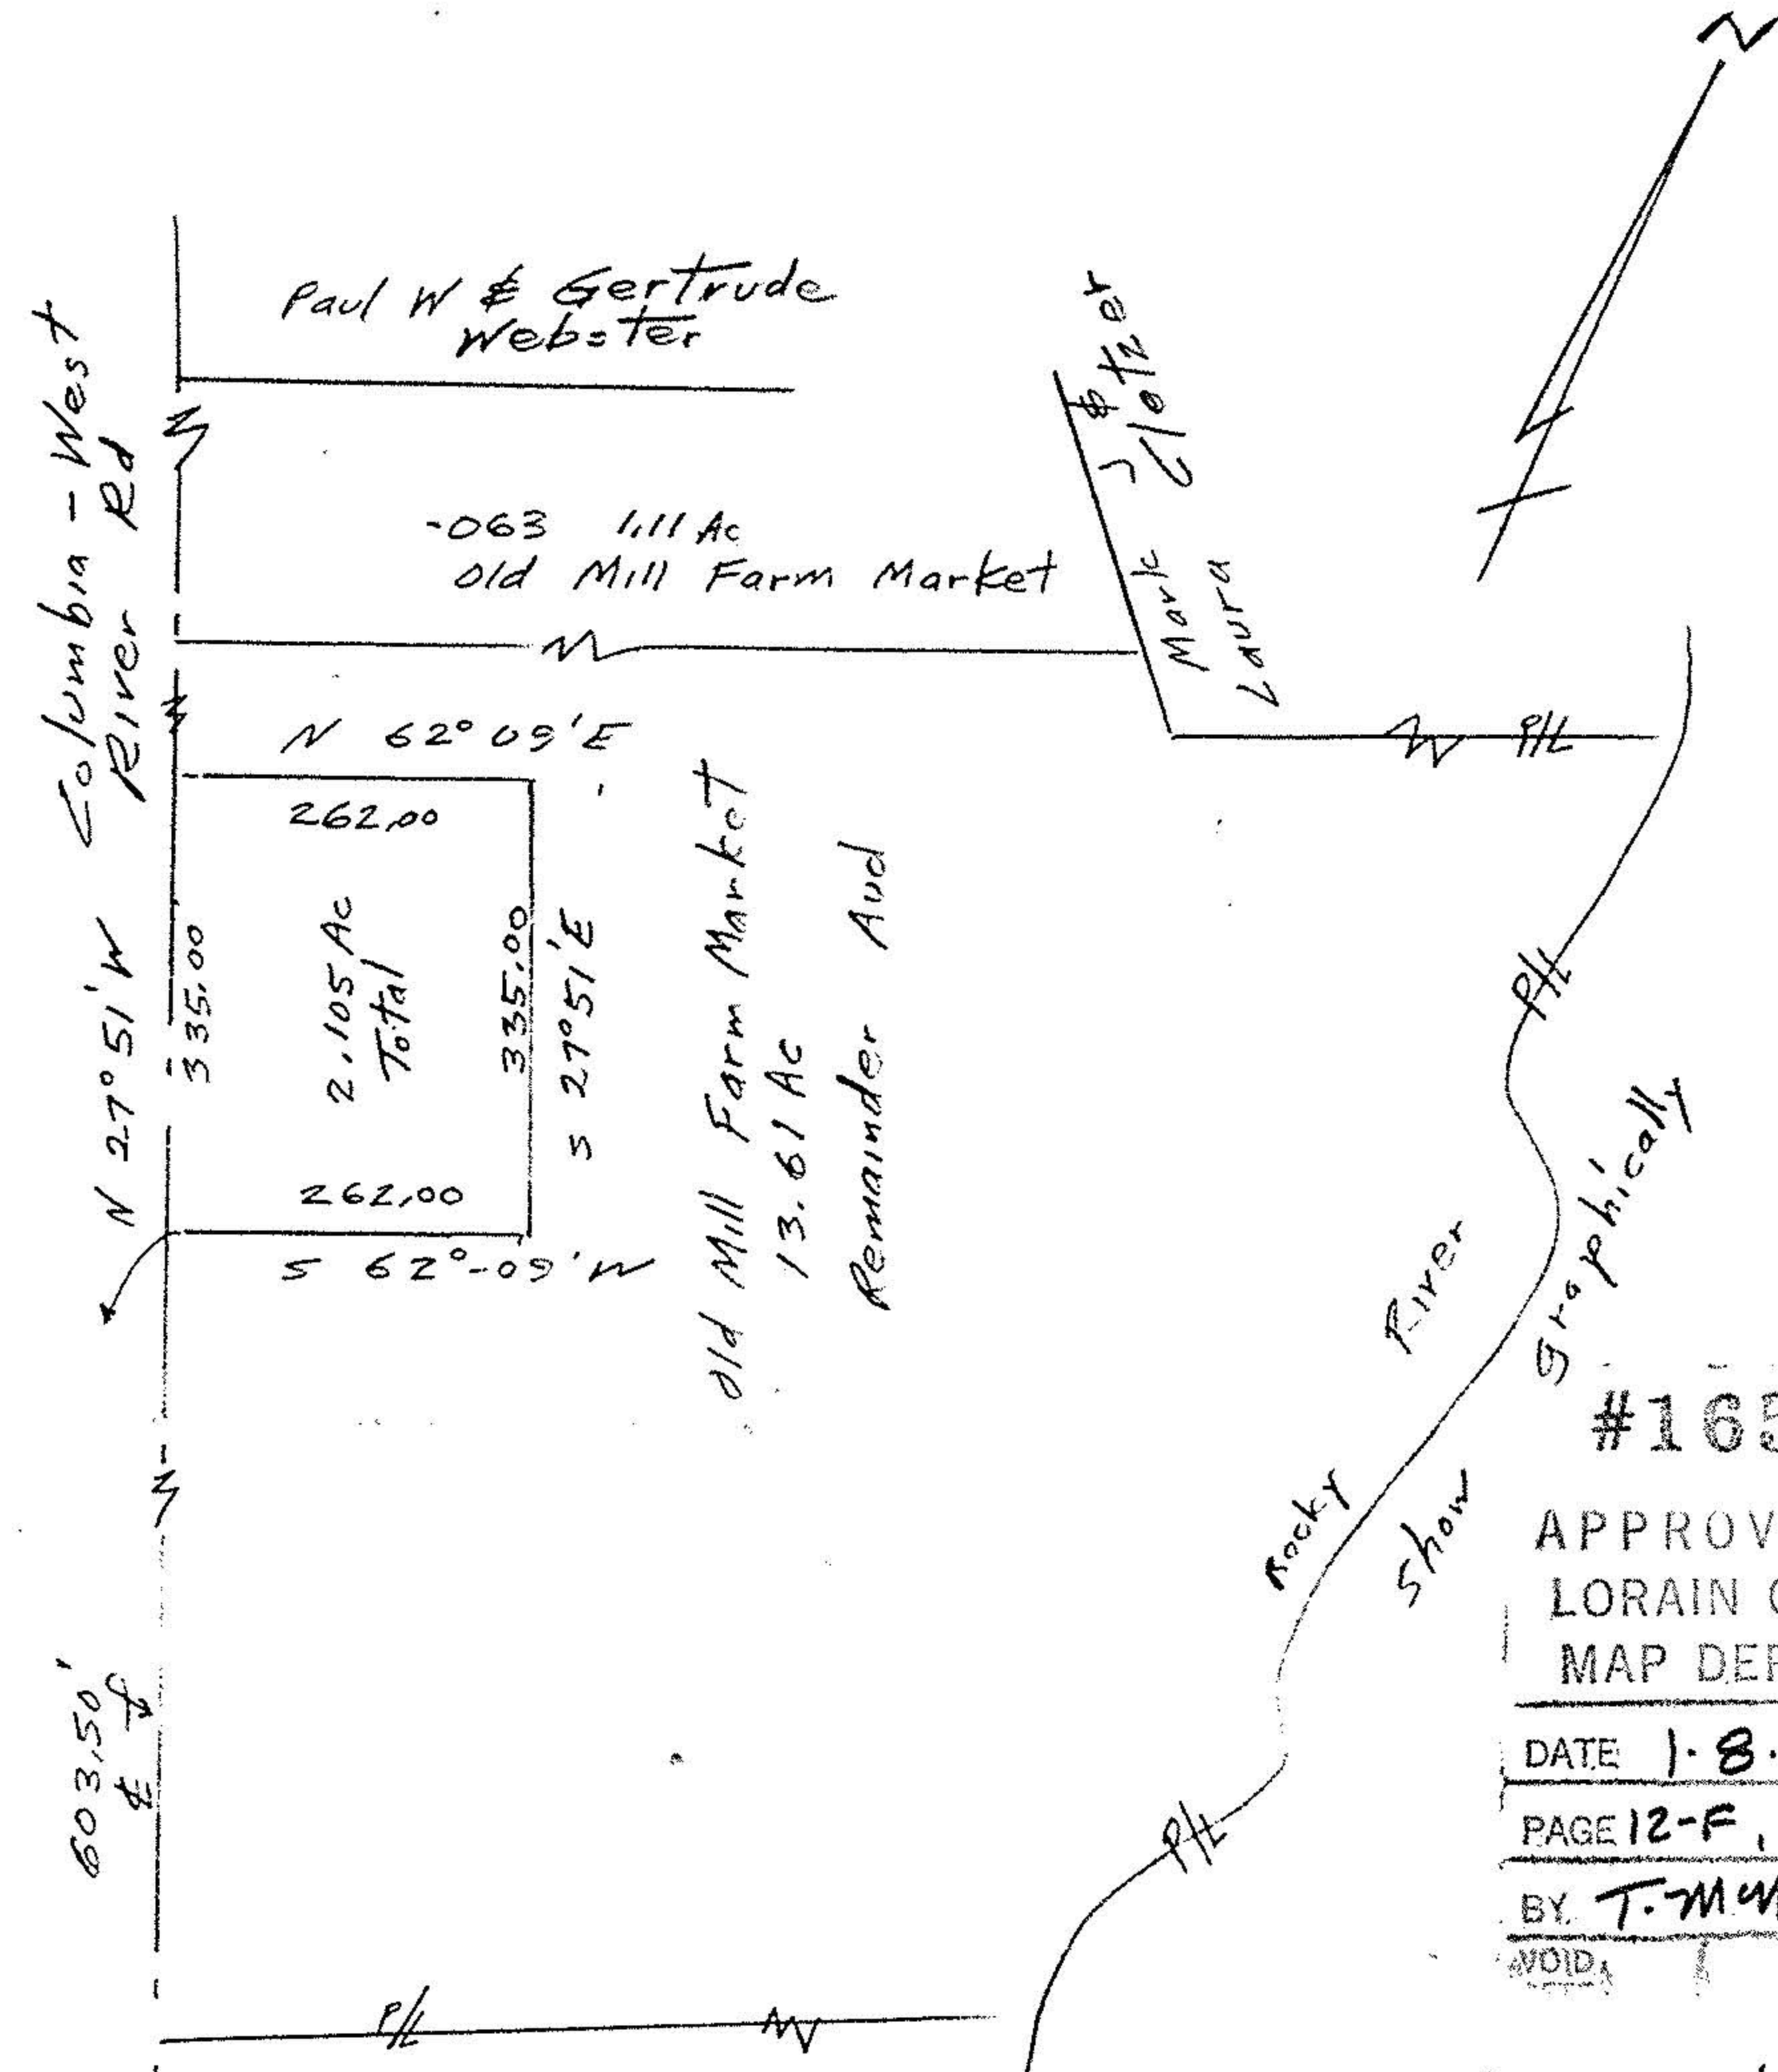 N
Paul W & Gertrude
Webster
Columbia - West
River Rd
-063 1.11 Ac
Old Mill Farm Market
Mark J &
Laura Clotzer
N 62° 09' E
262.00
N 27° 51' W
335.00
2.105 Ac
Total
335.00
S 27° 51' E
262.00
S 62°-09' W
Old Mill Farm Market
13.61 Ac
Remainder Aud
P/L
P/L
Rocky River
Show Graphically
603.50'
P/L
P/L
#165
APPROV
LORAIN C
MAP DEP
DATE 1.8.
PAGE 12-F,
BY
VOID